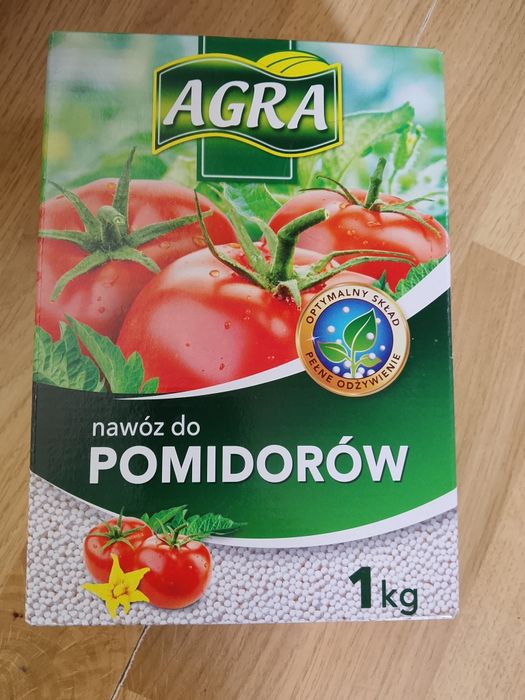 AGRA
OPTYMALNY SKŁAD
PEŁNE ODŻYWIENIE
nawóz do
POMIDORÓW
1kg